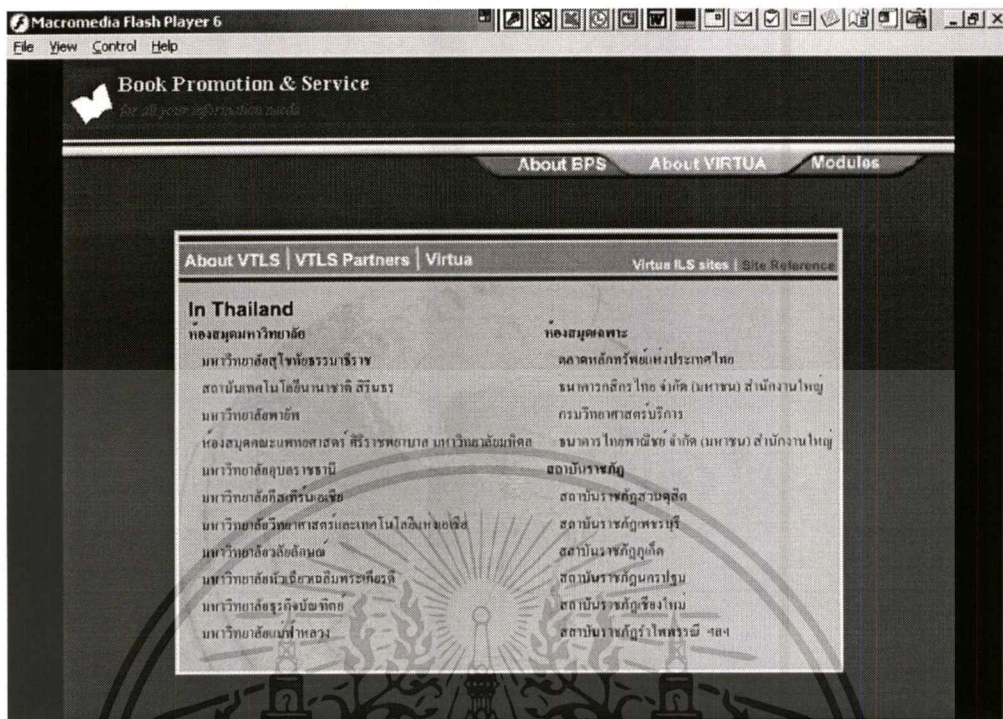 Macromedia Flash Player 6
File View Control Help
Book Promotion & Service
for all your information needs
About BPS About VIRTUA Modules
About VTLS | VTLS Partners | Virtua
Virtua ILS sites | Site Reference
In Thailand
ห้องสมุดมหาวิทยาลัย
มหาวิทยาลัยสุโขทัยธรรมาธิราช
สถาบันเทคโนโลยีนานาชาติ สิรินธร
มหาวิทยาลัยพายัพ
ห้องสมุดคณะแพทยศาสตร์ ศิริราชพยาบาล มหาวิทยาลัยมหิดล
มหาวิทยาลัยอุบลราชธานี
มหาวิทยาลัยอีสเทิร์นเอเชีย
มหาวิทยาลัยวิทยาศาสตร์และเทคโนโลยีแห่งเอเชีย
มหาวิทยาลัยวลัยลักษณ์
มหาวิทยาลัยหัวเฉียวเฉลิมพระเกียรติ
มหาวิทยาลัยธุรกิจบัณฑิตย์
มหาวิทยาลัยแม่ฟ้าหลวง
ห้องสมุดเฉพาะ
ตลาดหลักทรัพย์แห่งประเทศไทย
ธนาคารกสิกรไทย จำกัด (มหาชน) สำนักงานใหญ่
กรมวิทยาศาสตร์บริการ
ธนาคารไทยพาณิชย์ จำกัด (มหาชน) สำนักงานใหญ่
สถาบันราชภัฏ
สถาบันราชภัฏสวนดุสิต
สถาบันราชภัฏเพชรบุรี
สถาบันราชภัฏภูเก็ต
สถาบันราชภัฏนครปฐม
สถาบันราชภัฏเชียงใหม่
สถาบันราชภัฏรำไพพรรณี ฯลฯ